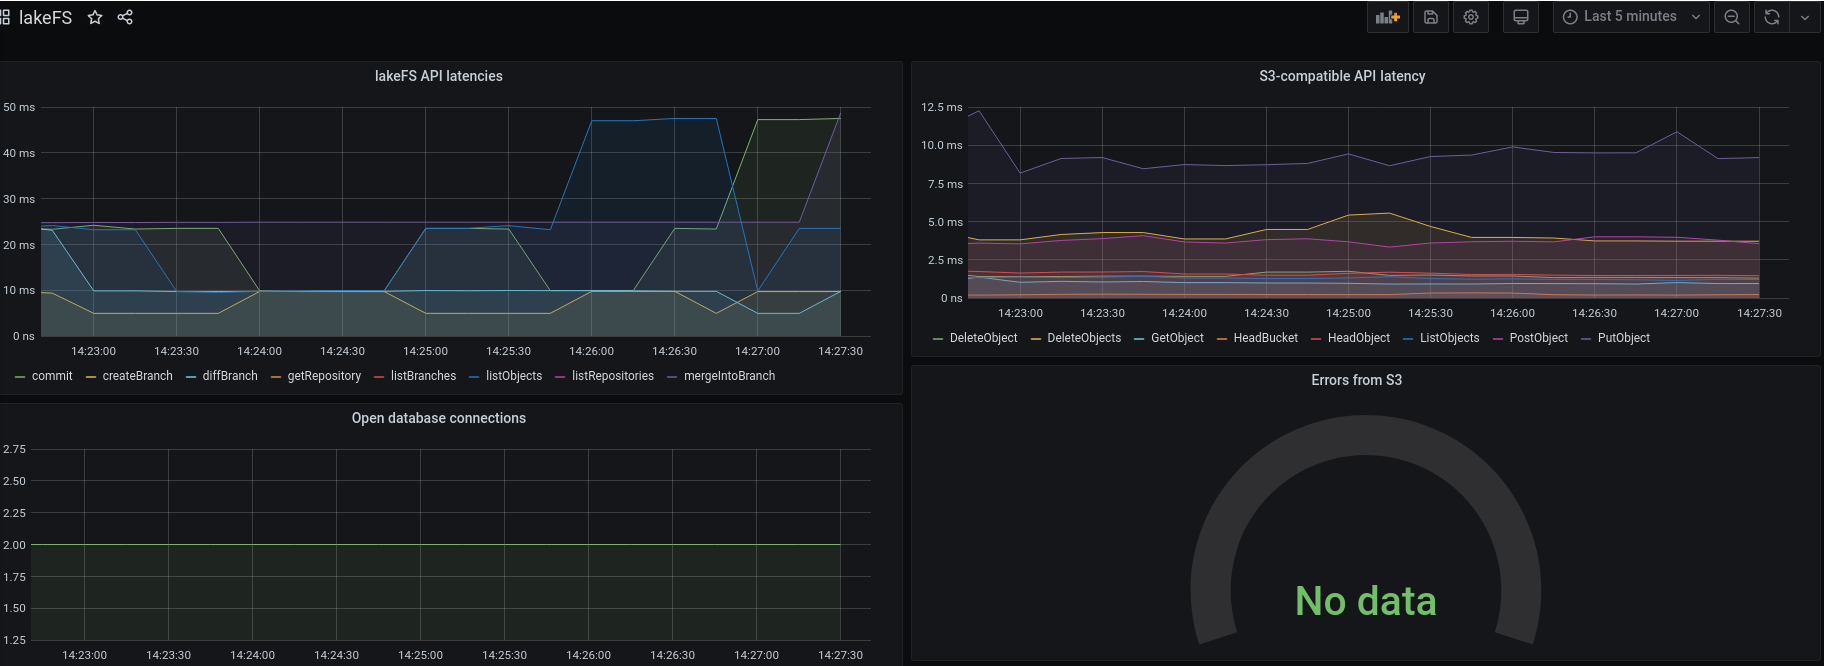 lakeFS
Last 5 minutes
lakeFS API latencies
50 ms
40 ms
30 ms
20 ms
10 ms
0 ns
14:23:00 14:23:30 14:24:00 14:24:30 14:25:00 14:25:30 14:26:00 14:26:30 14:27:00 14:27:30
commit createBranch diffBranch getRepository listBranches listObjects listRepositories mergeIntoBranch
S3-compatible API latency
12.5 ms
10.0 ms
7.5 ms
5.0 ms
2.5 ms
0 ns
14:23:00 14:23:30 14:24:00 14:24:30 14:25:00 14:25:30 14:26:00 14:26:30 14:27:00 14:27:30
DeleteObject DeleteObjects GetObject HeadBucket HeadObject ListObjects PostObject PutObject
Open database connections
2.75
2.50
2.25
2.00
1.75
1.50
1.25
14:23:00 14:23:30 14:24:00 14:24:30 14:25:00 14:25:30 14:26:00 14:26:30 14:27:00 14:27:30
Errors from S3
No data